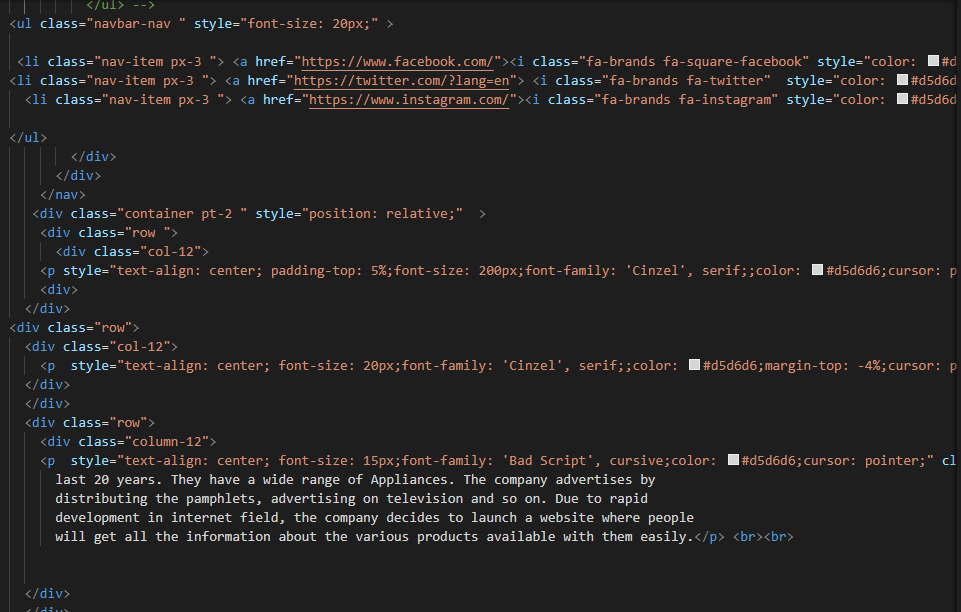 </ul> -->
<ul class="navbar-nav " style="font-size: 20px;" >
<li class="nav-item px-3 "> <a href="https://www.facebook.com/"><i class="fa-brands fa-square-facebook" style="color: #d
<li class="nav-item px-3 "> <a href="https://twitter.com/?lang=en"> <i class="fa-brands fa-twitter"  style="color: #d5d6d
<li class="nav-item px-3 "> <a href="https://www.instagram.com/"><i class="fa-brands fa-instagram" style="color: #d5d6d
</ul>
</div>
</div>
</nav>
<div class="container pt-2 " style="position: relative;"  >
<div class="row ">
<div class="col-12">
<p style="text-align: center; padding-top: 5%;font-size: 200px;font-family: 'Cinzel', serif;;color: #d5d6d6;cursor: p
<div>
</div>
<div class="row">
<div class="col-12">
<p  style="text-align: center; font-size: 20px;font-family: 'Cinzel', serif;;color: #d5d6d6;margin-top: -4%;cursor: p
</div>
</div>
<div class="row">
<div class="column-12">
<p  style="text-align: center; font-size: 15px;font-family: 'Bad Script', cursive;color: #d5d6d6;cursor: pointer;" cl
last 20 years. They have a wide range of Appliances. The company advertises by
distributing the pamphlets, advertising on television and so on. Due to rapid
development in internet field, the company decides to launch a website where people
will get all the information about the various products available with them easily.</p> <br><br>
</div>
</div>